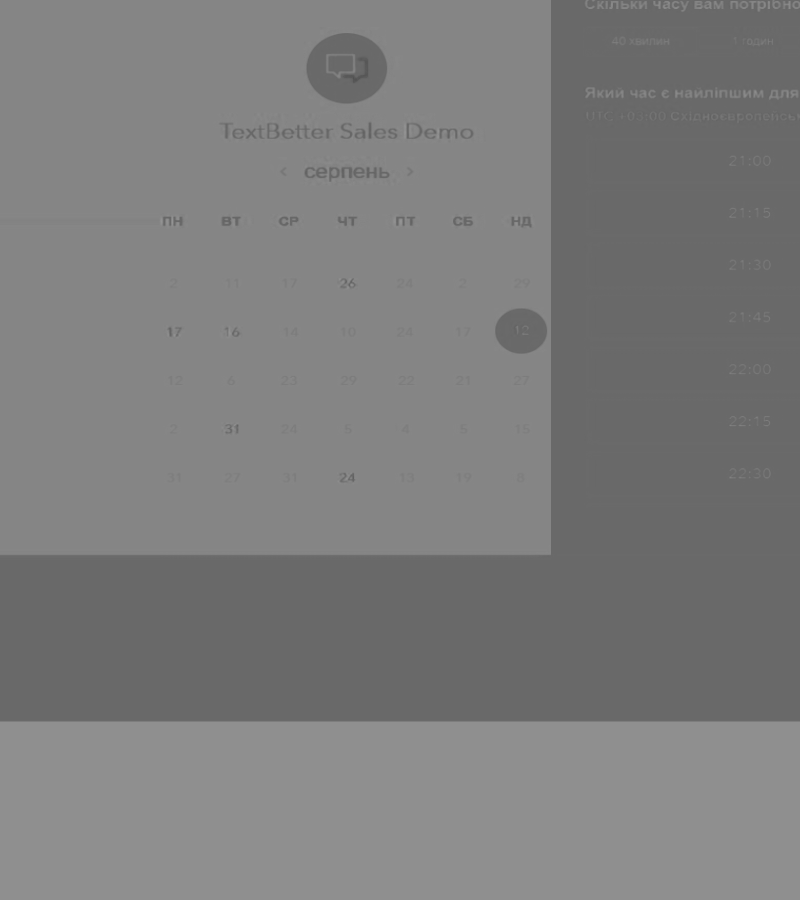 TextBetter Sales Demo
‹ серпень ›
ПН ВТ СР ЧТ ПТ СБ НД
2 11 17 26 24 2 29
17 16 14 10 24 17 12
12 6 23 29 22 21 27
2 31 24 5 4 5 15
31 27 31 24 13 19 8
Скільки часу вам потрібно
40 хвилин 1 годин
Який час є найліпшим для
UTC +03:00 Східноєвропейськ
21:00
21:15
21:30
21:45
22:00
22:15
22:30